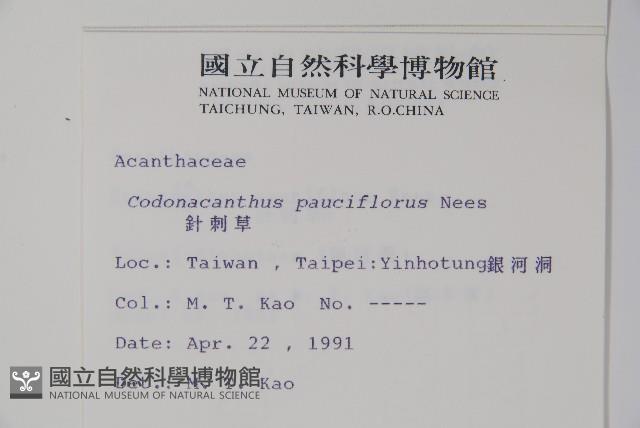 國立自然科學博物館
NATIONAL MUSEUM OF NATURAL SCIENCE
TAICHUNG, TAIWAN, R.O.CHINA
Acanthaceae
Codonacanthus pauciflorus Nees
針刺草
Loc.: Taiwan , Taipei:Yinhotung銀河洞
Col.: M. T. Kao No. -----
Date: Apr. 22 , 1991
國立自然科學博物館
Det.: M. T. Kao
NATIONAL MUSEUM OF NATURAL SCIENCE